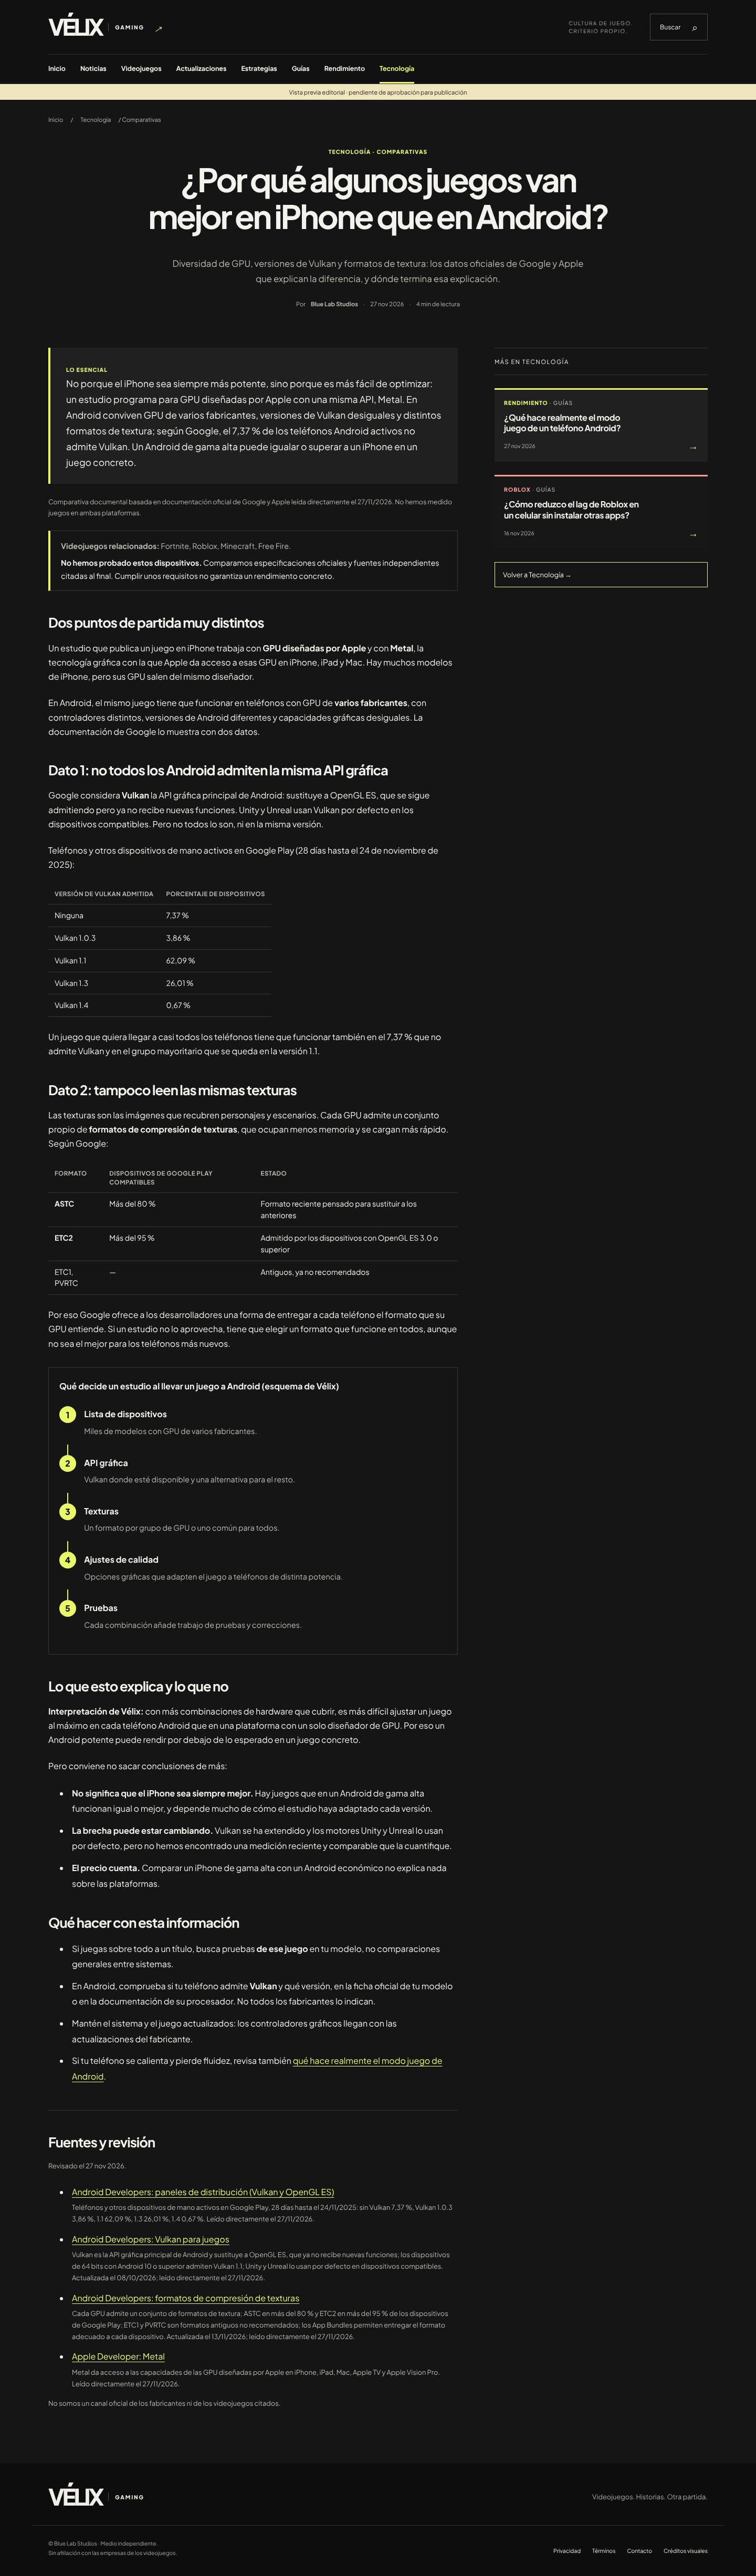 VÉLIX GAMING
CULTURA DE JUEGO.
CRITERIO PROPIO.
Buscar
Inicio Noticias Videojuegos Actualizaciones Estrategias Guías Rendimiento Tecnología
Vista previa editorial · pendiente de aprobación para publicación
Inicio / Tecnología / Comparativas
TECNOLOGÍA · COMPARATIVAS
¿Por qué algunos juegos van
mejor en iPhone que en Android?
Diversidad de GPU, versiones de Vulkan y formatos de textura: los datos oficiales de Google y Apple
que explican la diferencia, y dónde termina esa explicación.
Por Blue Lab Studios · 27 nov 2026 · 4 min de lectura
LO ESENCIAL
No porque el iPhone sea siempre más potente, sino porque es más fácil de optimizar:
un estudio programa para GPU diseñadas por Apple y con una misma API, Metal. En
Android conviven GPU de varios fabricantes, versiones de Vulkan desiguales y distintos
formatos de textura; según Google, el 7,37 % de los teléfonos Android activos no
admite Vulkan. Un Android de gama alta puede igualar o superar a un iPhone en un
juego concreto.
Comparativa documental basada en documentación oficial de Google y Apple leída directamente el 27/11/2026. No hemos medido
juegos en ambas plataformas.
Videojuegos relacionados: Fortnite, Roblox, Minecraft, Free Fire.
No hemos probado estos dispositivos. Comparamos especificaciones oficiales y fuentes independientes
citadas al final. Cumplir unos requisitos no garantiza un rendimiento concreto.
MÁS EN TECNOLOGÍA
RENDIMIENTO · GUÍAS
¿Qué hace realmente el modo
juego de un teléfono Android?
27 nov 2026 →
ROBLOX · GUÍAS
¿Cómo reduzco el lag de Roblox en
un celular sin instalar otras apps?
16 nov 2026 →
Volver a Tecnología →
Dos puntos de partida muy distintos
Un estudio que publica un juego en iPhone trabaja con GPU diseñadas por Apple y con Metal, la
tecnología gráfica con la que Apple da acceso a esas GPU en iPhone, iPad y Mac. Hay muchos modelos
de iPhone, pero sus GPU salen del mismo diseñador.
En Android, el mismo juego tiene que funcionar en teléfonos con GPU de varios fabricantes, con
controladores distintos, versiones de Android diferentes y capacidades gráficas desiguales. La
documentación de Google lo muestra con dos datos.
Dato 1: no todos los Android admiten la misma API gráfica
Google considera Vulkan la API gráfica principal de Android: sustituye a OpenGL ES, que se sigue
admitiendo pero ya no recibe nuevas funciones. Unity y Unreal usan Vulkan por defecto en los
dispositivos compatibles. Pero no todos lo son, ni en la misma versión.
Teléfonos y otros dispositivos de mano activos en Google Play (28 días hasta el 24 de noviembre de
2025):
VERSIÓN DE VULKAN ADMITIDA PORCENTAJE DE DISPOSITIVOS
Ninguna 7,37 %
Vulkan 1.0.3 3,86 %
Vulkan 1.1 62,09 %
Vulkan 1.3 26,01 %
Vulkan 1.4 0,67 %
Un juego que quiera llegar a casi todos los teléfonos tiene que funcionar también en el 7,37 % que no
admite Vulkan y en el grupo mayoritario que se queda en la versión 1.1.
Dato 2: tampoco leen las mismas texturas
Las texturas son las imágenes que recubren personajes y escenarios. Cada GPU admite un conjunto
propio de formatos de compresión de texturas, que ocupan menos memoria y se cargan más rápido.
Según Google:
FORMATO DISPOSITIVOS DE GOOGLE PLAY COMPATIBLES ESTADO
ASTC Más del 80 % Formato reciente pensado para sustituir a los anteriores
ETC2 Más del 95 % Admitido por los dispositivos con OpenGL ES 3.0 o superior
ETC1, PVRTC — Antiguos, ya no recomendados
Por eso Google ofrece a los desarrolladores una forma de entregar a cada teléfono el formato que su
GPU entiende. Si un estudio no lo aprovecha, tiene que elegir un formato que funcione en todos, aunque
no sea el mejor para los teléfonos más nuevos.
Qué decide un estudio al llevar un juego a Android (esquema de Vélix)
1 Lista de dispositivos
Miles de modelos con GPU de varios fabricantes.
2 API gráfica
Vulkan donde esté disponible y una alternativa para el resto.
3 Texturas
Un formato por grupo de GPU o uno común para todos.
4 Ajustes de calidad
Opciones gráficas que adapten el juego a teléfonos de distinta potencia.
5 Pruebas
Cada combinación añade trabajo de pruebas y correcciones.
Lo que esto explica y lo que no
Interpretación de Vélix: con más combinaciones de hardware que cubrir, es más difícil ajustar un juego
al máximo en cada teléfono Android que en una plataforma con un solo diseñador de GPU. Por eso un
Android potente puede rendir por debajo de lo esperado en un juego concreto.
Pero conviene no sacar conclusiones de más:
No significa que el iPhone sea siempre mejor. Hay juegos que en un Android de gama alta
funcionan igual o mejor, y depende mucho de cómo el estudio haya adaptado cada versión.
La brecha puede estar cambiando. Vulkan se ha extendido y los motores Unity y Unreal lo usan
por defecto, pero no hemos encontrado una medición reciente y comparable que la cuantifique.
El precio cuenta. Comparar un iPhone de gama alta con un Android económico no explica nada
sobre las plataformas.
Qué hacer con esta información
Si juegas sobre todo a un título, busca pruebas de ese juego en tu modelo, no comparaciones
generales entre sistemas.
En Android, comprueba si tu teléfono admite Vulkan y qué versión, en la ficha oficial de tu modelo
o en la documentación de su procesador. No todos los fabricantes lo indican.
Mantén el sistema y el juego actualizados: los controladores gráficos llegan con las
actualizaciones del fabricante.
Si tu teléfono se calienta y pierde fluidez, revisa también qué hace realmente el modo juego de
Android.
Fuentes y revisión
Revisado el 27 nov 2026.
Android Developers: paneles de distribución (Vulkan y OpenGL ES)
Teléfonos y otros dispositivos de mano activos en Google Play, 28 días hasta el 24/11/2025: sin Vulkan 7,37 %, Vulkan 1.0.3
3,86 %, 1.1 62,09 %, 1.3 26,01 %, 1.4 0,67 %. Leído directamente el 27/11/2026.
Android Developers: Vulkan para juegos
Vulkan es la API gráfica principal de Android y sustituye a OpenGL ES, que ya no recibe nuevas funciones; los dispositivos
de 64 bits con Android 10 o superior admiten Vulkan 1.1; Unity y Unreal lo usan por defecto en dispositivos compatibles.
Actualizada el 08/10/2026; leído directamente el 27/11/2026.
Android Developers: formatos de compresión de texturas
Cada GPU admite un conjunto de formatos de textura; ASTC en más del 80 % y ETC2 en más del 95 % de los dispositivos
de Google Play; ETC1 y PVRTC son formatos antiguos no recomendados; los App Bundles permiten entregar el formato
adecuado a cada dispositivo. Actualizada el 13/11/2026; leído directamente el 27/11/2026.
Apple Developer: Metal
Metal da acceso a las capacidades de las GPU diseñadas por Apple en iPhone, iPad, Mac, Apple TV y Apple Vision Pro.
Leído directamente el 27/11/2026.
No somos un canal oficial de los fabricantes ni de los videojuegos citados.
VÉLIX GAMING
Videojuegos. Historias. Otra partida.
© Blue Lab Studios · Medio independiente.
Sin afiliación con las empresas de los videojuegos.
Privacidad Términos Contacto Créditos visuales